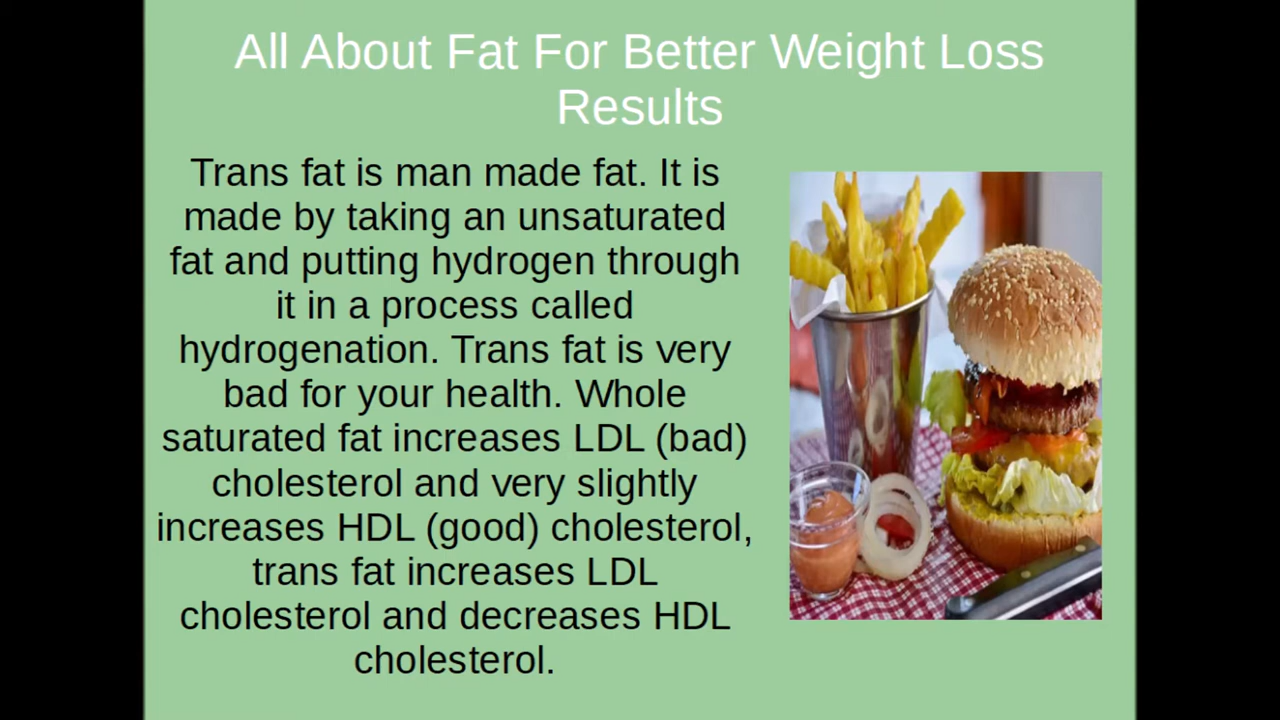 All About Fat For Better Weight Loss
Results
Trans fat is man made fat. It is
made by taking an unsaturated
fat and putting hydrogen through
it in a process called
hydrogenation. Trans fat is very
bad for your health. Whole
saturated fat increases LDL (bad)
cholesterol and very slightly
increases HDL (good) cholesterol,
trans fat increases LDL
cholesterol and decreases HDL
cholesterol.